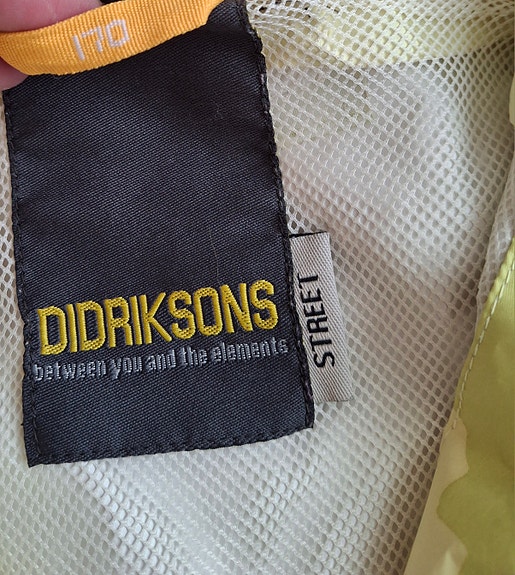 170
DIDRIKSONS
between you and the elements
STREET